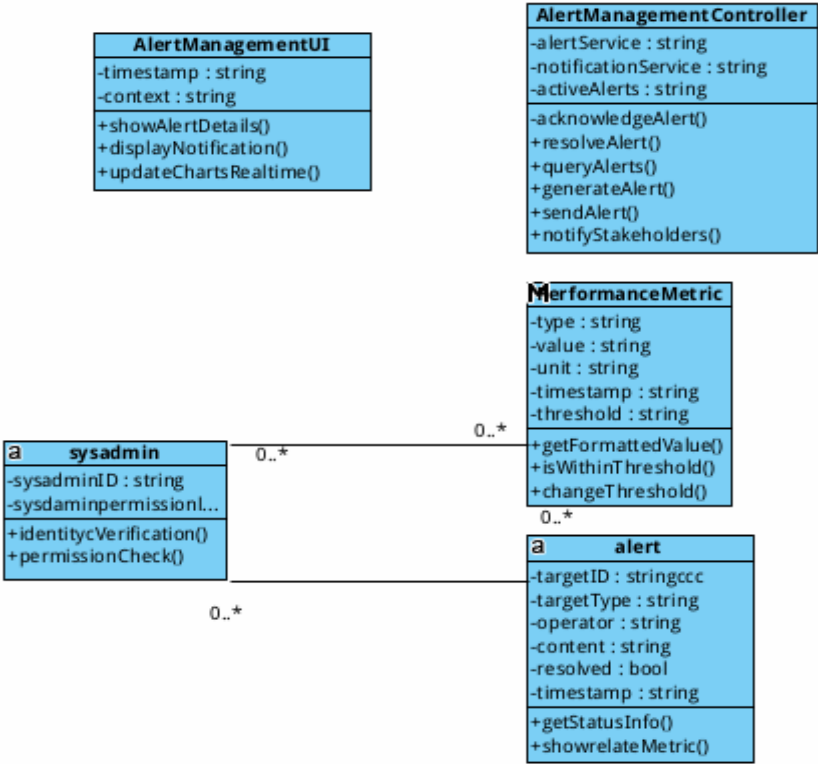 AlertManagementUI
-timestamp : string
-context : string
+showAlertDetails()
+displayNotification()
+updateChartsRealtime()
AlertManagementController
-alertService : string
-notificationService : string
-activeAlerts : string
-acknowledgeAlert()
+resolveAlert()
+queryAlerts()
+generateAlert()
+sendAlert()
+notifyStakeholders()
M
erformanceMetric
-type : string
-value : string
-unit : string
-timestamp : string
-threshold : string
+getFormattedValue()
+isWithinThreshold()
+changeThreshold()
0..*
0..*
a sysadmin
-sysadminID : string
-sysdaminpermissionl...
+identitycVerification()
+permissionCheck()
0..*
0..*
a alert
-targetID : stringccc
-targetType : string
-operator : string
-content : string
-resolved : bool
-timestamp : string
+getStatusInfo()
+showrelateMetric()